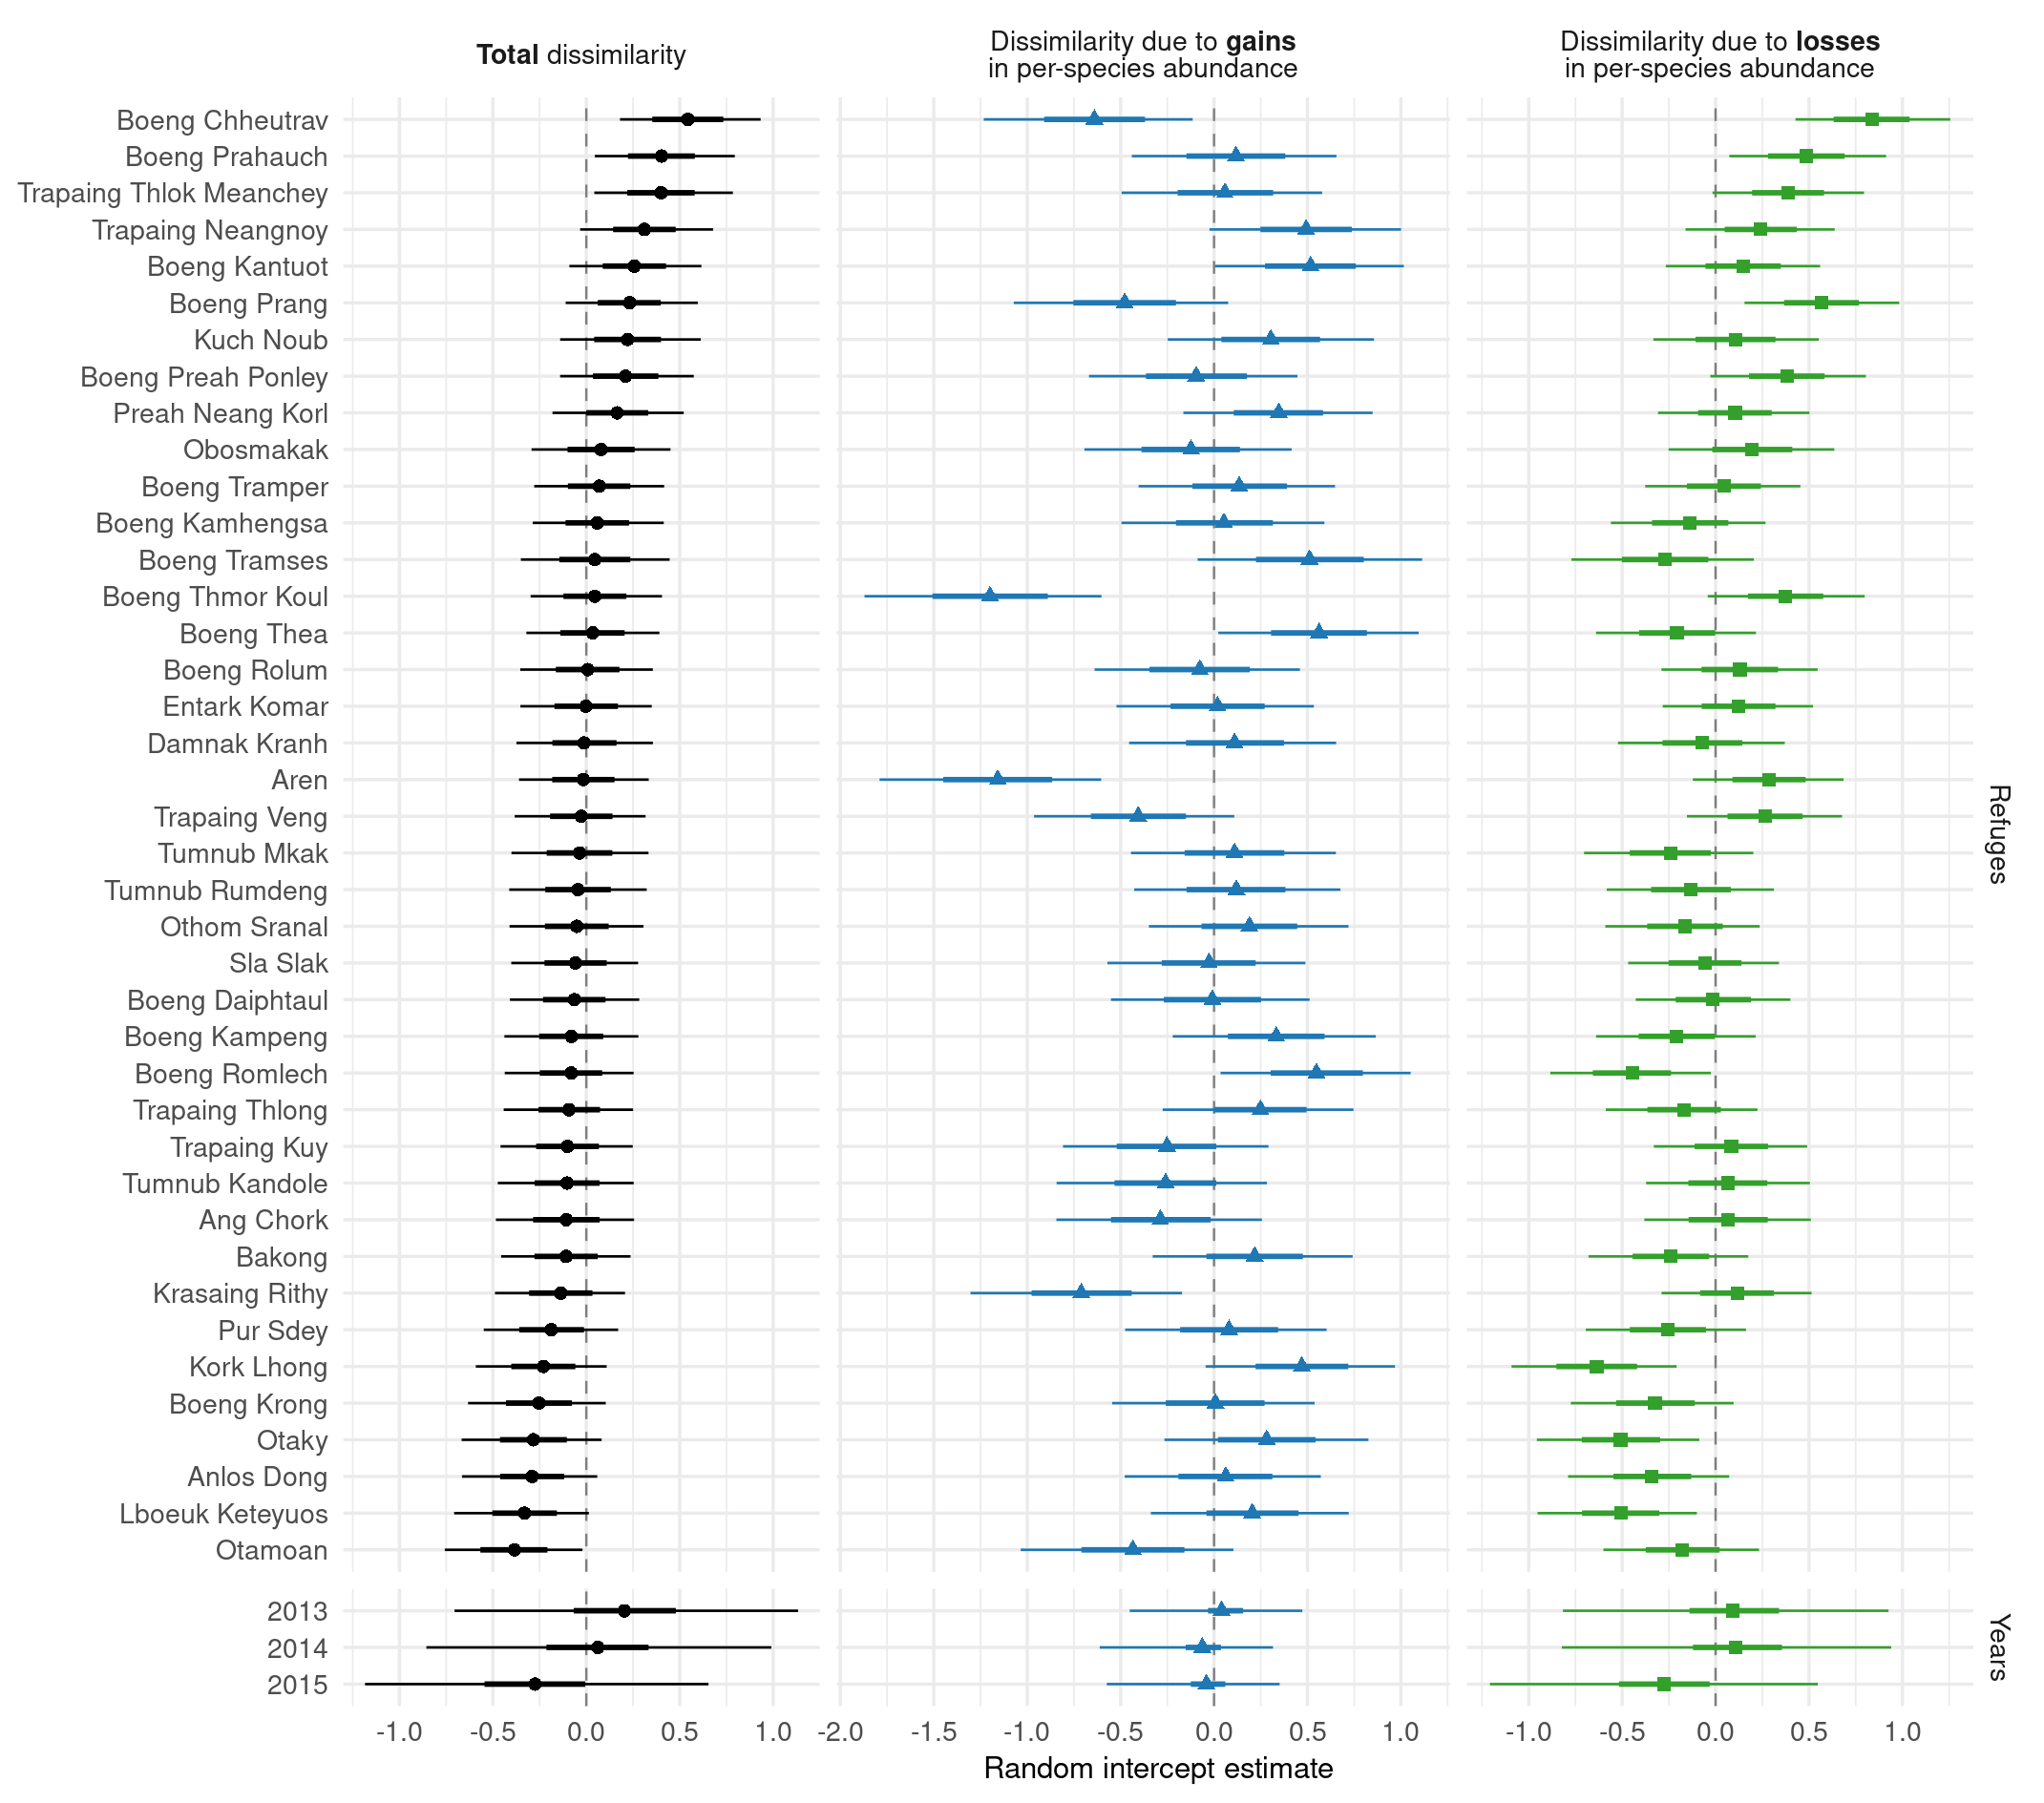 Total dissimilarity
Dissimilarity due to gains
in per-species abundance
Dissimilarity due to losses
in per-species abundance
Boeng Chheutrav
Boeng Prahauch
Trapaing Thlok Meanchey
Trapaing Neangnoy
Boeng Kantuot
Boeng Prang
Kuch Noub
Boeng Preah Ponley
Preah Neang Korl
Obosmakak
Boeng Tramper
Boeng Kamhengsa
Boeng Tramses
Boeng Thmor Koul
Boeng Thea
Boeng Rolum
Entark Komar
Damnak Kranh
Aren
Trapaing Veng
Tumnub Mkak
Tumnub Rumdeng
Othom Sranal
Sla Slak
Boeng Daiphtaul
Boeng Kampeng
Boeng Romlech
Trapaing Thlong
Trapaing Kuy
Tumnub Kandole
Ang Chork
Bakong
Krasaing Rithy
Pur Sdey
Kork Lhong
Boeng Krong
Otaky
Anlos Dong
Lboeuk Keteyuos
Otamoan
Refuges
2013
2014
2015
Years
-1.0 -0.5 0.0 0.5 1.0 -2.0 -1.5 -1.0 -0.5 0.0 0.5 1.0 -1.0 -0.5 0.0 0.5 1.0
Random intercept estimate